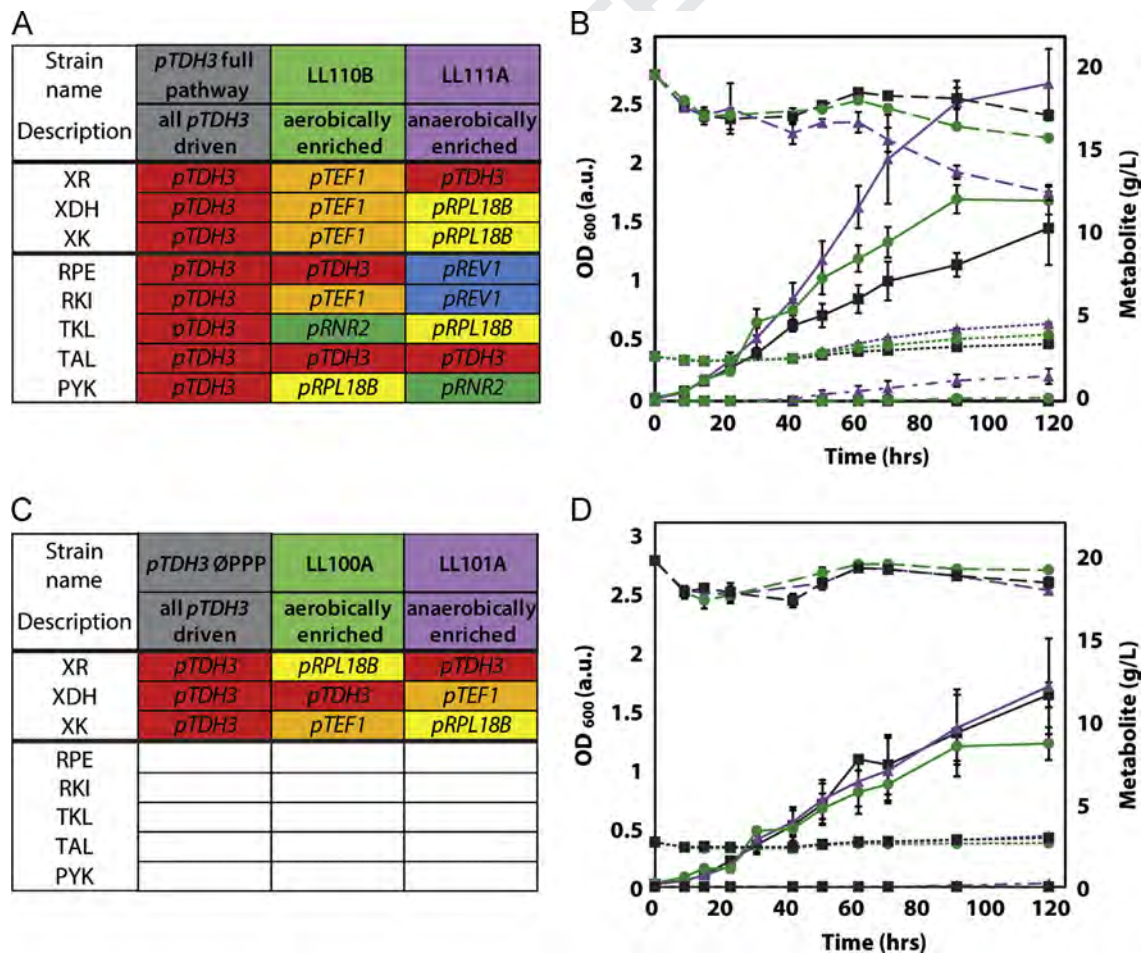 A
Strain name
pTDH3 full pathway
LL110B
LL111A
Description
all pTDH3 driven
aerobically enriched
anaerobically enriched
XR pTDH3 pTEF1 pTDH3
XDH pTDH3 pTEF1 pRPL18B
XK pTDH3 pTEF1 pRPL18B
RPE pTDH3 pTDH3 pREV1
RKI pTDH3 pTEF1 pREV1
TKL pTDH3 pRNR2 pRPL18B
TAL pTDH3 pTDH3 pTDH3
PYK pTDH3 pRPL18B pRNR2
B
OD 600 (a.u.)
3
2.5
2
1.5
1
0.5
0
Metabolite (g/L)
20
15
10
5
0
0 20 40 60 80 100 120
Time (hrs)
C
Strain name
pTDH3 ØPPP
LL100A
LL101A
Description
all pTDH3 driven
aerobically enriched
anaerobically enriched
XR pTDH3 pRPL18B pTDH3
XDH pTDH3 pTDH3 pTEF1
XK pTDH3 pTEF1 pRPL18B
RPE
RKI
TKL
TAL
PYK
D
OD 600 (a.u.)
3
2.5
2
1.5
1
0.5
0
Metabolite (g/L)
20
15
10
5
0
0 20 40 60 80 100 120
Time (hrs)